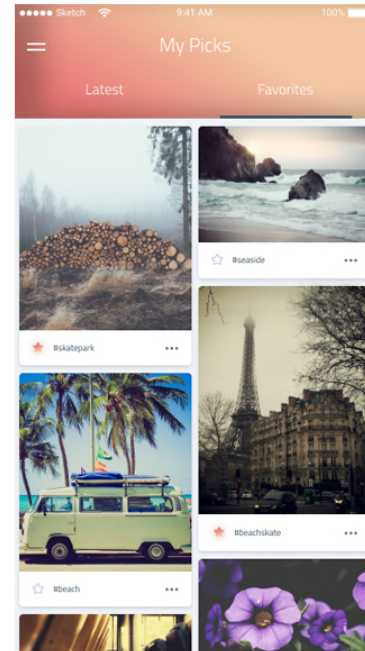 Sketch 9:41 AM 100%
My Picks
Latest Favorites
#seaside
#skatepark
#beachskate
#beach